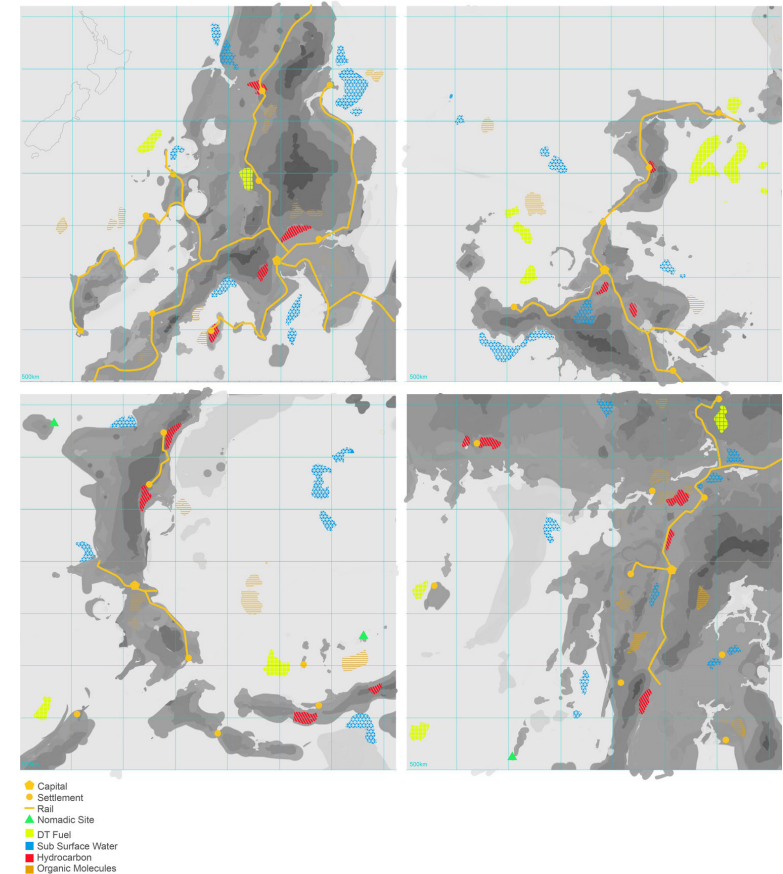 500km
500km
500km
500km
Capital
Settlement
Rail
Nomadic Site
DT Fuel
Sub Surface Water
Hydrocarbon
Organic Molecules